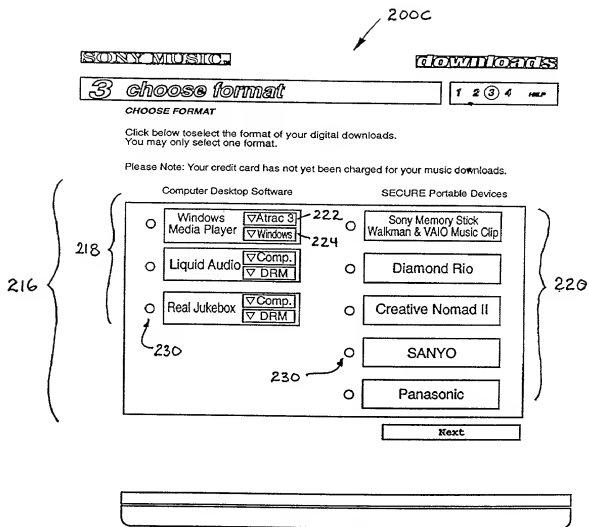 200C
SONY MUSIC™ downloads
3 choose format 1 2 3 4 HELP
CHOOSE FORMAT
Click below toselect the format of your digital downloads.
You may only select one format.
Please Note: Your credit card has not yet been charged for your music downloads.
Computer Desktop Software SECURE Portable Devices
216
218
Windows Media Player
▽Atrac 3 222
▽Windows 224
Liquid Audio
▽Comp.
▽ DRM
Real Jukebox
▽Comp.
▽ DRM
230
Sony Memory Stick
Walkman & VAIO Music Clip
Diamond Rio
Creative Nomad II
SANYO
230
Panasonic
220
Next